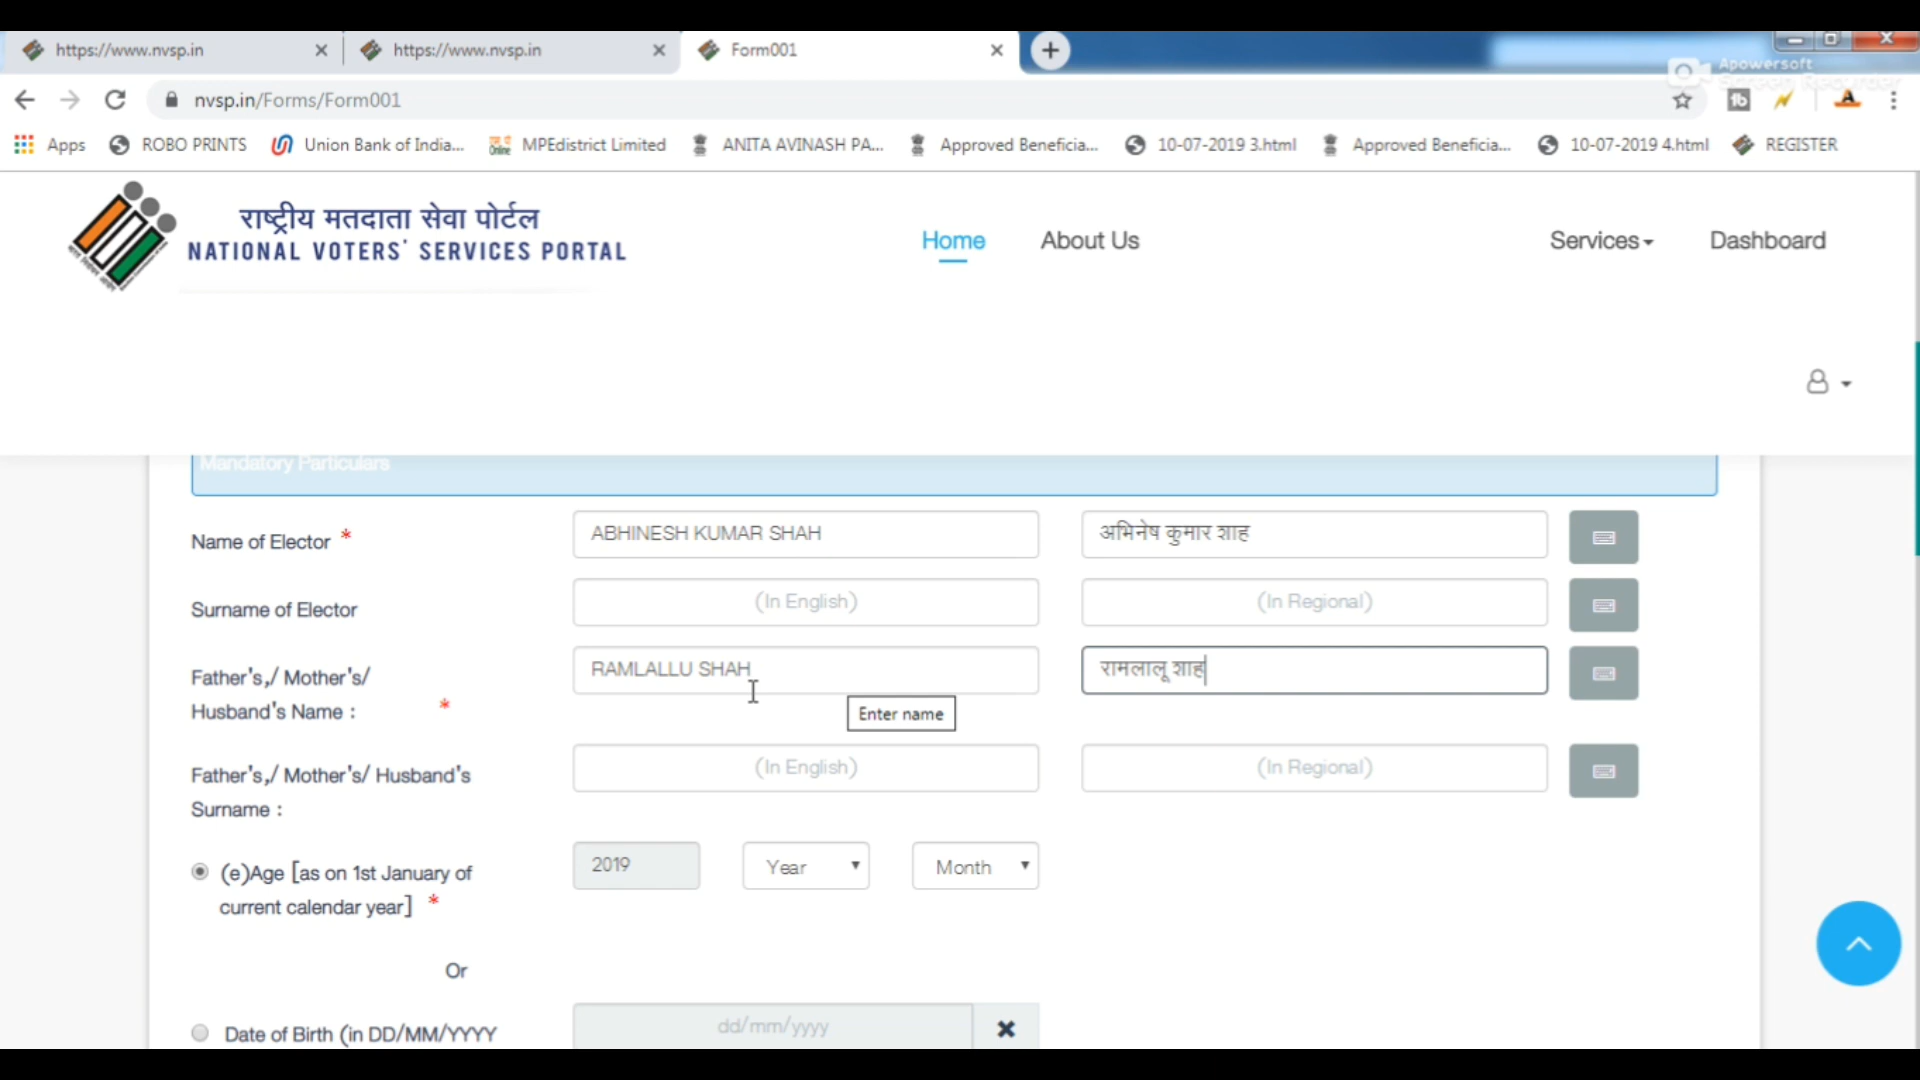 https://www.nvsp.in
https://www.nvsp.in
Form001
Apowersoft
Screen Recorder
nvsp.in/Forms/Form001
Apps
ROBO PRINTS
Union Bank of India...
MPEdistrict Limited
ANITA AVINASH PA...
Approved Beneficia...
10-07-2019 3.html
Approved Beneficia...
10-07-2019 4.html
REGISTER
राष्ट्रीय मतदाता सेवा पोर्टल
NATIONAL VOTERS' SERVICES PORTAL
Home
About Us
Services
Dashboard
Mandatory Particulars
Name of Elector *
ABHINESH KUMAR SHAH
अभिनेष कुमार शाह
Surname of Elector
(In English)
(In Regional)
Father's,/ Mother's/
Husband's Name : *
RAMLALLU SHAH
रामलालू शाह
Enter name
Father's,/ Mother's/ Husband's
Surname :
(In English)
(In Regional)
(e)Age [as on 1st January of
current calendar year] *
2019
Year
Month
Or
Date of Birth (in DD/MM/YYYY
dd/mm/yyyy